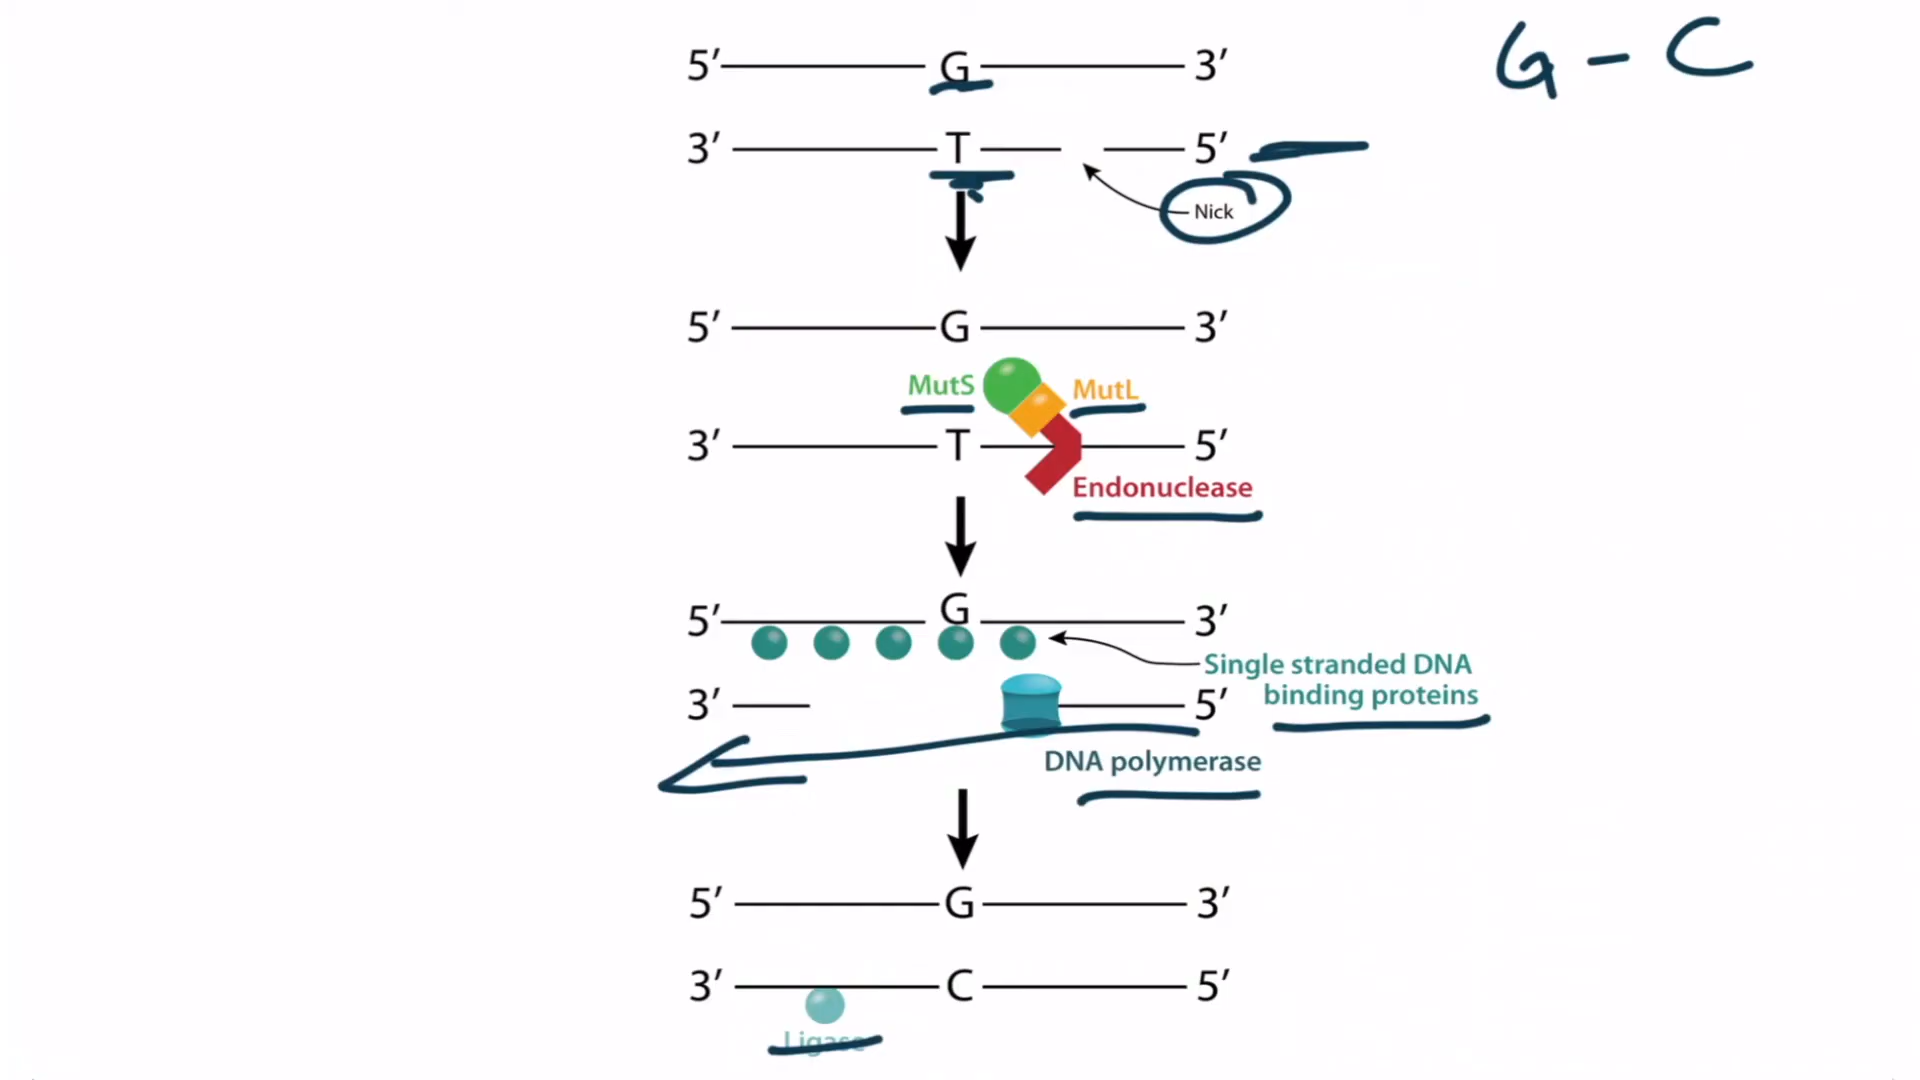 G - C
5′ G 3′
3′ T 5′
Nick
5′ G 3′
MutS MutL
3′ T 5′
Endonuclease
5′ G 3′
Single stranded DNA
binding proteins
3′ 5′
DNA polymerase
5′ G 3′
3′ C 5′
Ligase